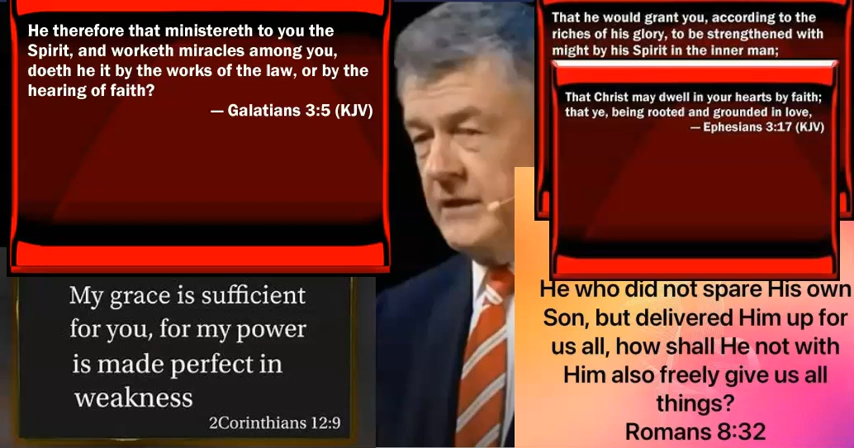 He therefore that ministereth to you the
Spirit, and worketh miracles among you,
doeth he it by the works of the law, or by the
hearing of faith?
— Galatians 3:5 (KJV)
My grace is sufficient
for you, for my power
is made perfect in
weakness
2Corinthians 12:9
That he would grant you, according to the
riches of his glory, to be strengthened with
might by his Spirit in the inner man;
That Christ may dwell in your hearts by faith;
that ye, being rooted and grounded in love,
— Ephesians 3:17 (KJV)
He who did not spare His own
Son, but delivered Him up for
us all, how shall He not with
Him also freely give us all
things?
Romans 8:32